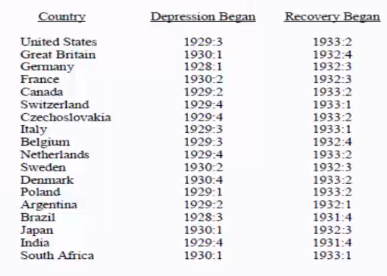 Country Depression Began Recovery Began
United States 1929:3 1933:2
Great Britain 1930:1 1932:4
Germany 1928:1 1932:3
France 1930:2 1932:3
Canada 1929:2 1933:2
Switzerland 1929:4 1933:1
Czechoslovakia 1929:4 1933:2
Italy 1929:3 1933:1
Belgium 1929:3 1932:4
Netherlands 1929:4 1933:2
Sweden 1930:2 1932:3
Denmark 1930:4 1933:2
Poland 1929:1 1933:2
Argentina 1929:2 1932:1
Brazil 1928:3 1931:4
Japan 1930:1 1932:3
India 1929:4 1931:4
South Africa 1930:1 1933:1